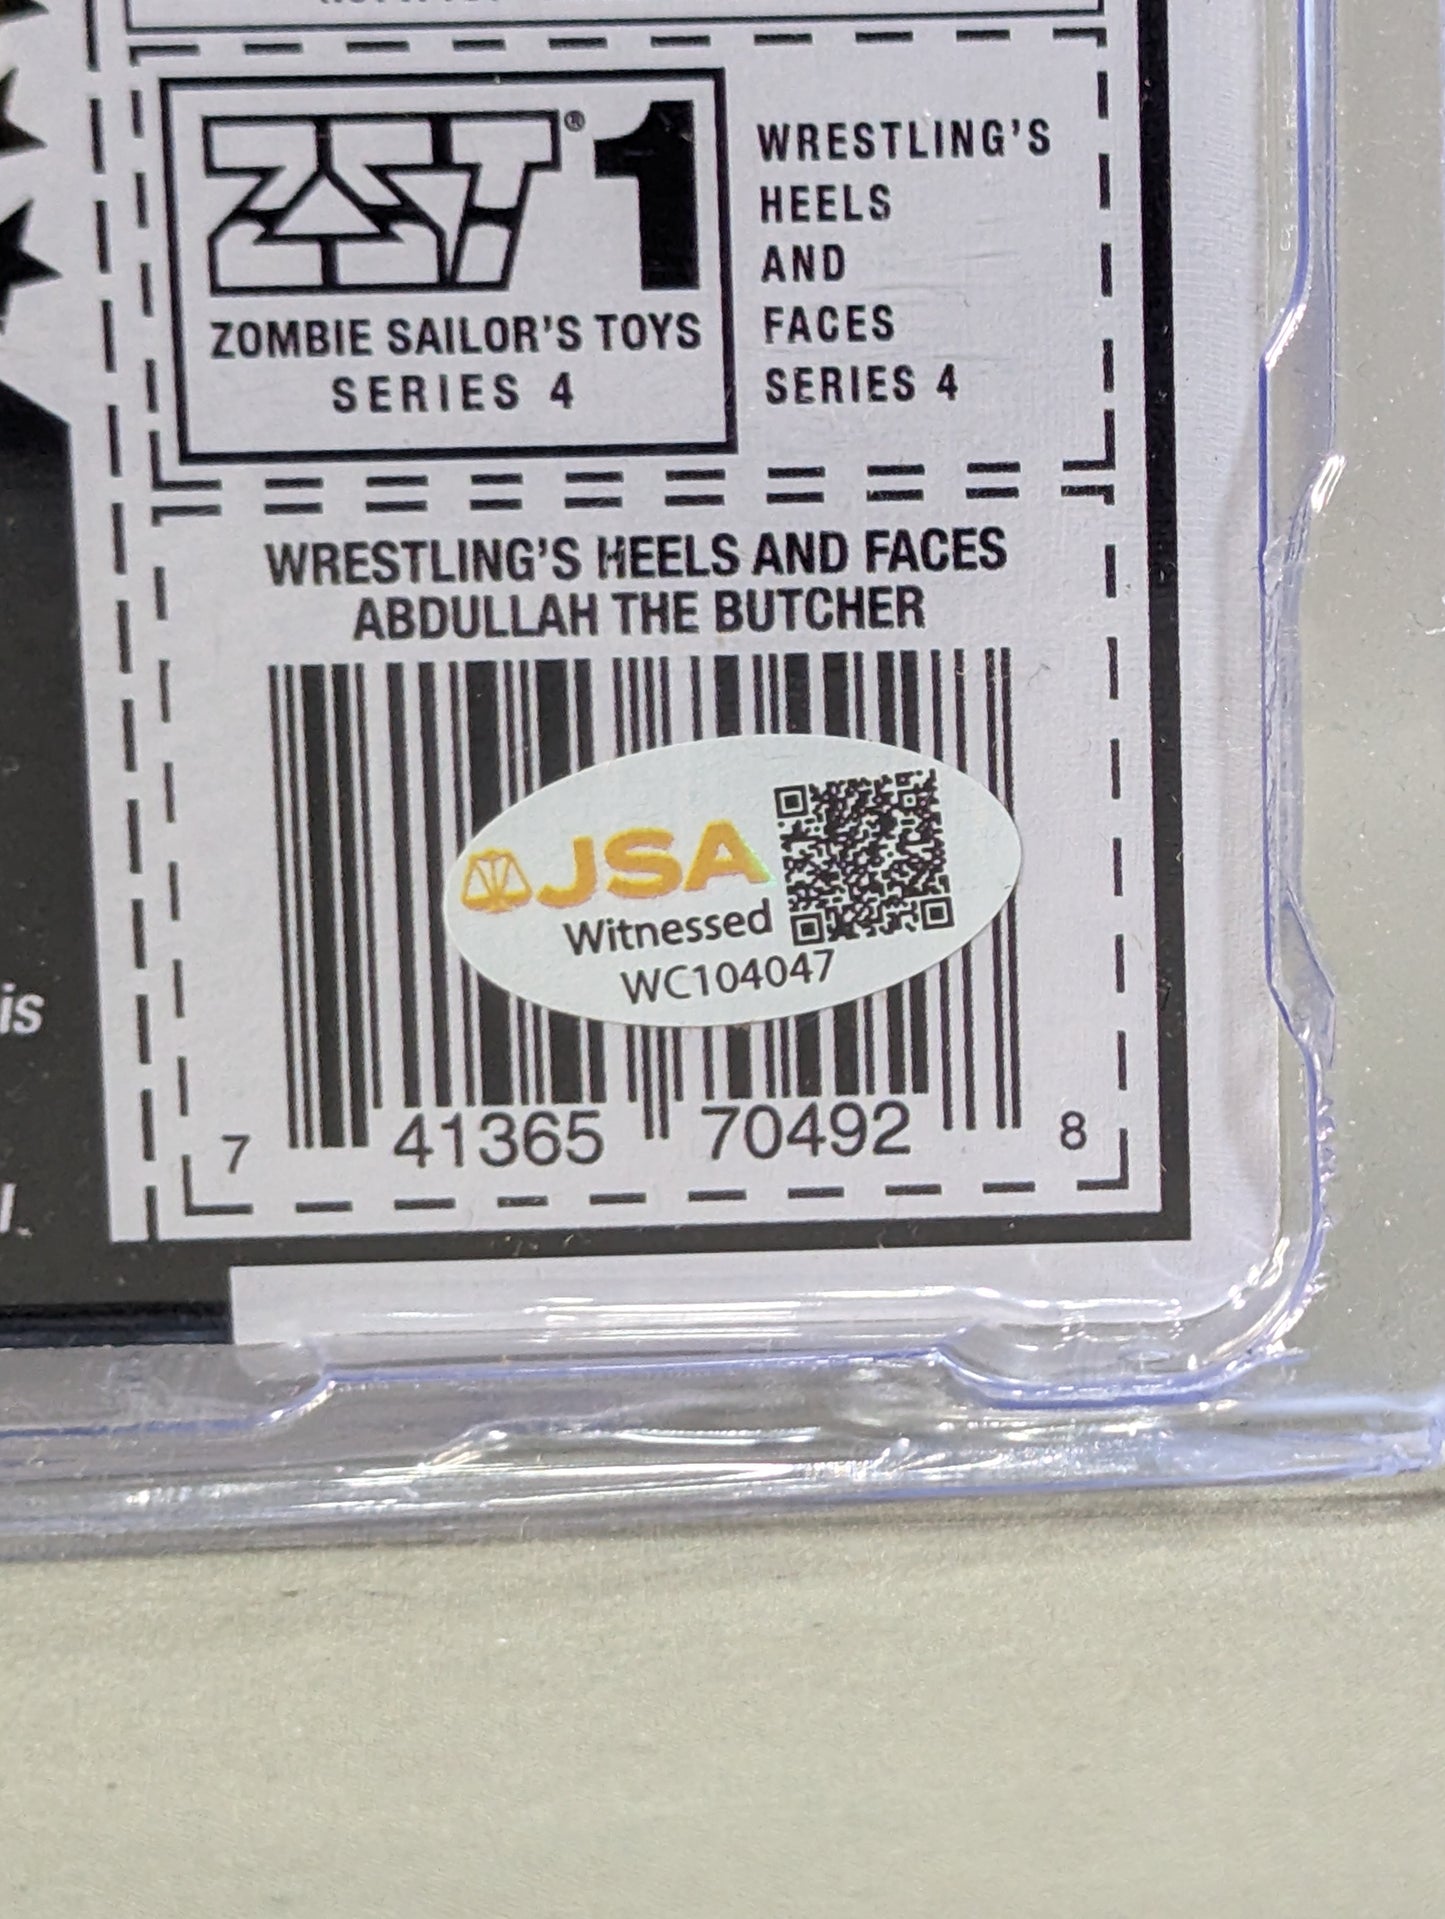 ZST® 1
ZOMBIE SAILOR'S TOYS
SERIES 4
WRESTLING'S
HEELS
AND
FACES
SERIES 4
WRESTLING'S HEELS AND FACES
ABDULLAH THE BUTCHER
JSA
Witnessed
WC104047
7 41365 70492 8
is